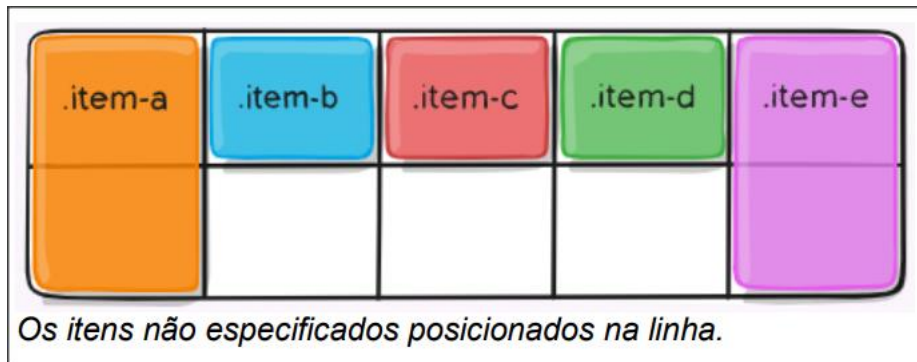 .item-a .item-b .item-c .item-d .item-e
Os itens não especificados posicionados na linha.